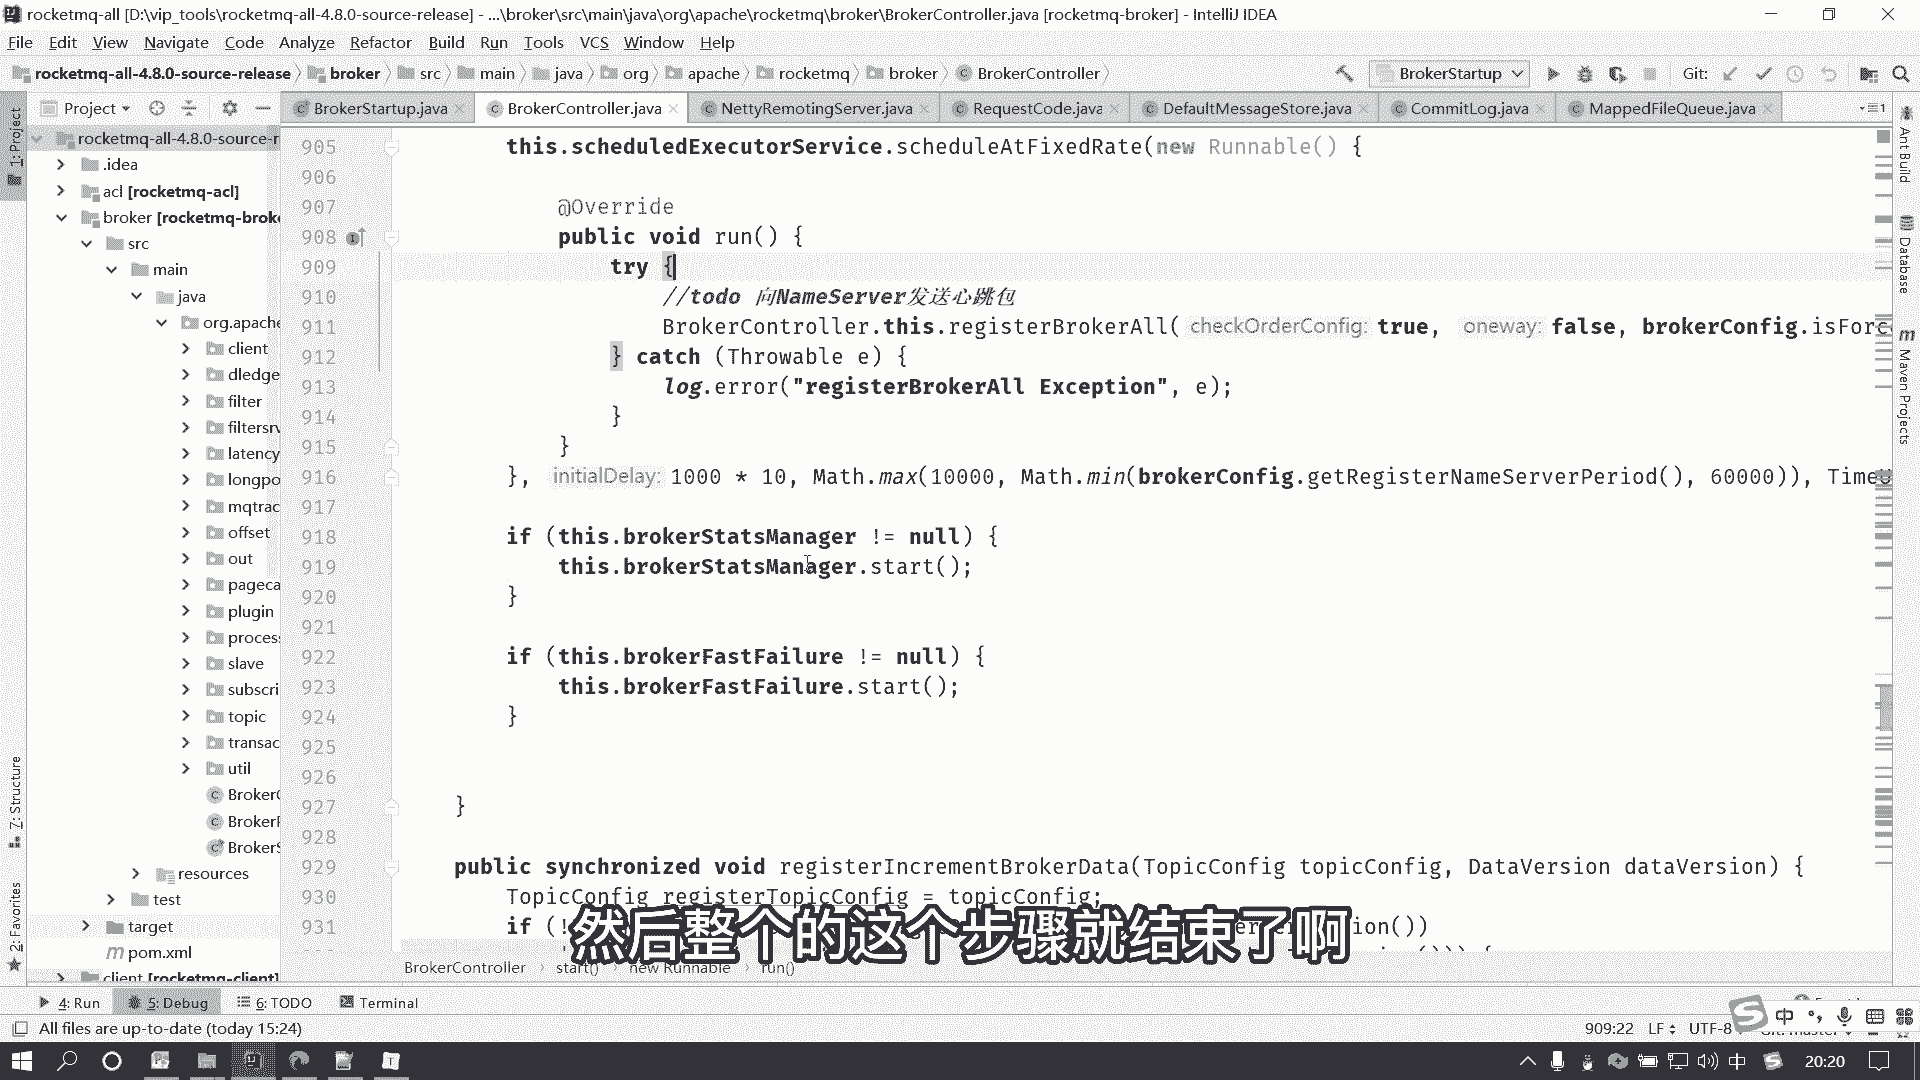 rocketmq-all [D:\vip_tools\rocketmq-all-4.8.0-source-release] - ...\broker\src\main\java\org\apache\rocketmq\broker\BrokerController.java [rocketmq-broker] - IntelliJ IDEA
File Edit View Navigate Code Analyze Refactor Build Run Tools VCS Window Help
rocketmq-all-4.8.0-source-release broker src main java org apache rocketmq broker BrokerController BrokerStartup Git:
Project BrokerStartup.java BrokerController.java NettyRemotingServer.java RequestCode.java DefaultMessageStore.java CommitLog.java MappedFileQueue.java
1: Project
7: Structure
2: Favorites
Ant Build
Database
Maven Projects
rocketmq-all-4.8.0-source-r
.idea
acl [rocketmq-acl]
broker [rocketmq-broke
src
main
java
org.apache
client
dledge
filter
filtersrv
latency
longpo
mqtrac
offset
out
pageca
plugin
process
slave
subscri
topic
transac
util
BrokerC
BrokerP
BrokerS
resources
test
target
pom.xml
client [rocketmq-client]
905 this.scheduledExecutorService.scheduleAtFixedRate(new Runnable() {
906
907 @Override
908 public void run() {
909 try {
910 //todo 向NameServer发送心跳包
911 BrokerController.this.registerBrokerAll( checkOrderConfig: true, oneway: false, brokerConfig.isForc
912 } catch (Throwable e) {
913 log.error("registerBrokerAll Exception", e);
914 }
915 }
916 }, initialDelay: 1000 * 10, Math.max(10000, Math.min(brokerConfig.getRegisterNameServerPeriod(), 60000)), TimeU
917
918 if (this.brokerStatsManager != null) {
919 this.brokerStatsManager.start();
920 }
921
922 if (this.brokerFastFailure != null) {
923 this.brokerFastFailure.start();
924 }
925
926
927 }
928
929 public synchronized void registerIncrementBrokerData(TopicConfig topicConfig, DataVersion dataVersion) {
930 TopicConfig registerTopicConfig = topicConfig;
931 if (!
然后整个的这个步骤就结束了啊
BrokerController start() new Runnable run()
4: Run 5: Debug 6: TODO Terminal
All files are up-to-date (today 15:24) 909:22 LF UTF-8 中
中 20:20